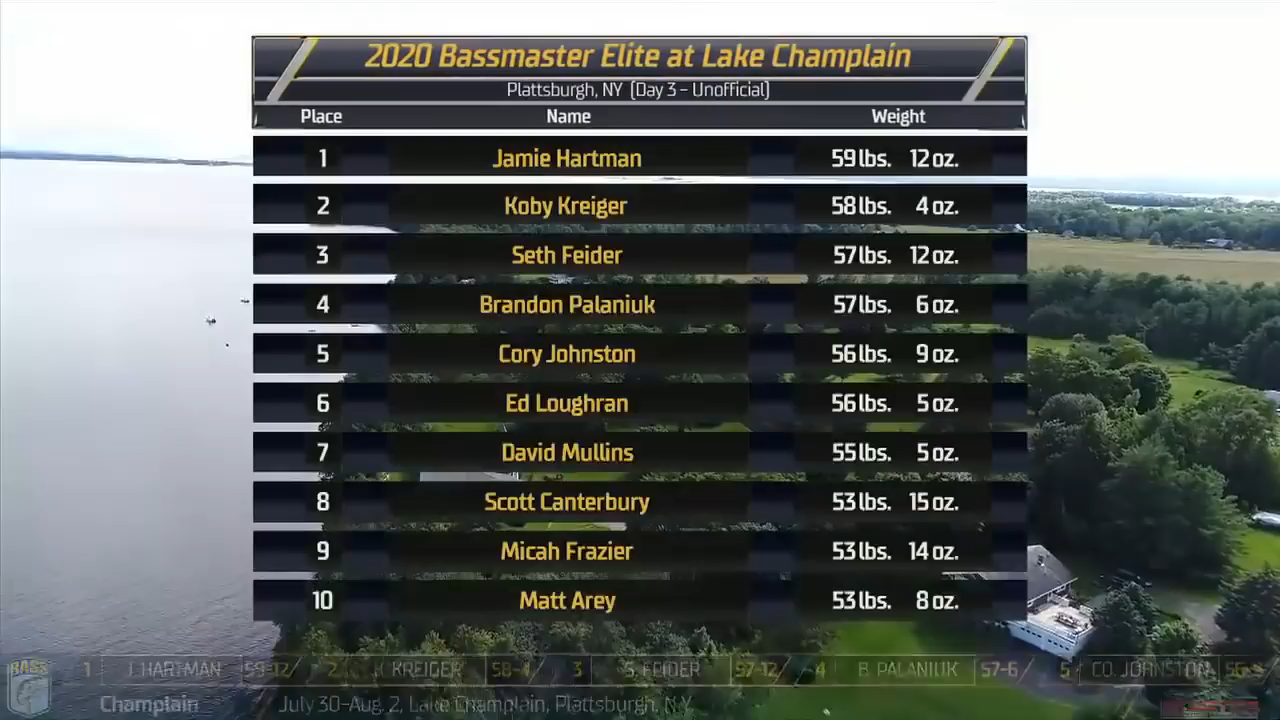 2020 Bassmaster Elite at Lake Champlain
Plattsburgh, NY (Day 3 - Unofficial)
Place Name Weight
1 Jamie Hartman 59 lbs. 12 oz.
2 Koby Kreiger 58 lbs. 4 oz.
3 Seth Feider 57 lbs. 12 oz.
4 Brandon Palaniuk 57 lbs. 6 oz.
5 Cory Johnston 56 lbs. 9 oz.
6 Ed Loughran 56 lbs. 5 oz.
7 David Mullins 55 lbs. 5 oz.
8 Scott Canterbury 53 lbs. 15 oz.
9 Micah Frazier 53 lbs. 14 oz.
10 Matt Arey 53 lbs. 8 oz.
BASS 1 J. HARTMAN 59-12 2 K. KREIGER 58-4 3 S. FEIDER 57-12 4 B. PALANIUK 57-6 5 CO. JOHNSTON
Champlain July 30-Aug. 2, Lake Champlain, Plattsburgh, N.Y.